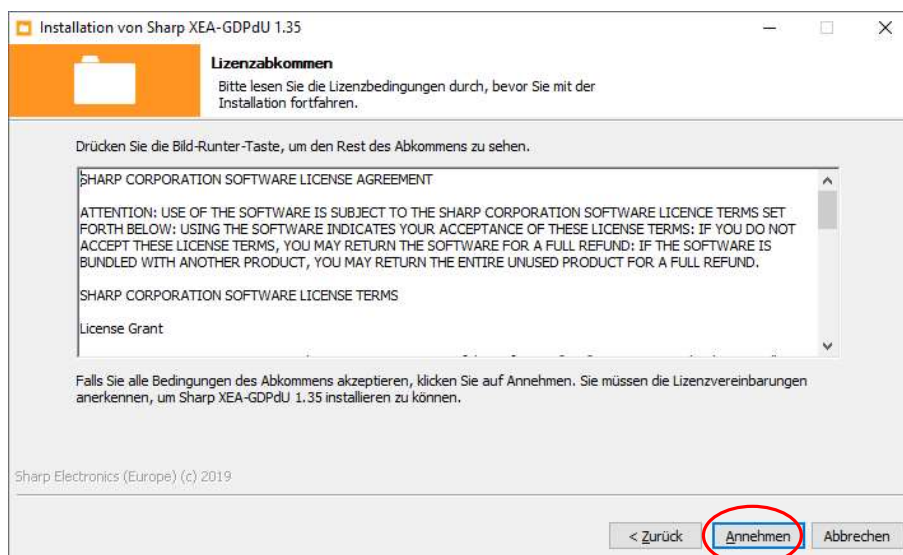 Installation von Sharp XEA-GDPdU 1.35
Lizenzabkommen
Bitte lesen Sie die Lizenzbedingungen durch, bevor Sie mit der
Installation fortfahren.
Drücken Sie die Bild-Runter-Taste, um den Rest des Abkommens zu sehen.
SHARP CORPORATION SOFTWARE LICENSE AGREEMENT
ATTENTION: USE OF THE SOFTWARE IS SUBJECT TO THE SHARP CORPORATION SOFTWARE LICENCE TERMS SET
FORTH BELOW: USING THE SOFTWARE INDICATES YOUR ACCEPTANCE OF THESE LICENSE TERMS: IF YOU DO NOT
ACCEPT THESE LICENSE TERMS, YOU MAY RETURN THE SOFTWARE FOR A FULL REFUND: IF THE SOFTWARE IS
BUNDLED WITH ANOTHER PRODUCT, YOU MAY RETURN THE ENTIRE UNUSED PRODUCT FOR A FULL REFUND.
SHARP CORPORATION SOFTWARE LICENSE TERMS
License Grant
Falls Sie alle Bedingungen des Abkommens akzeptieren, klicken Sie auf Annehmen. Sie müssen die Lizenzvereinbarungen
anerkennen, um Sharp XEA-GDPdU 1.35 installieren zu können.
Sharp Electronics (Europe) (c) 2019
< Zurück Annehmen Abbrechen